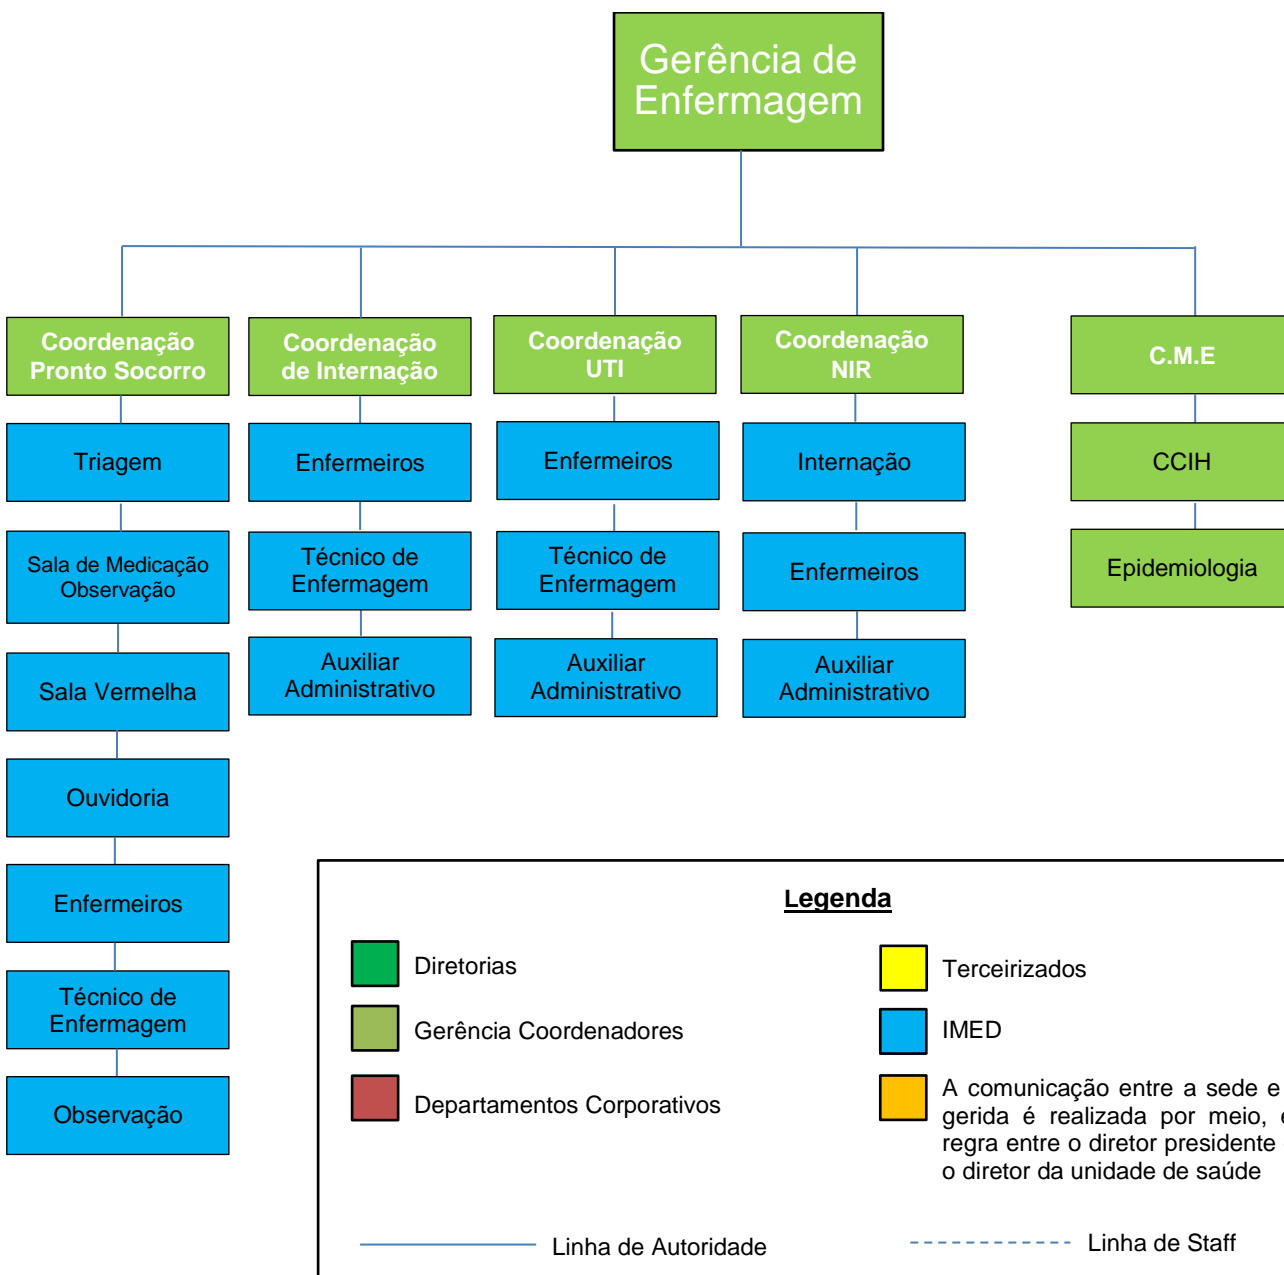 Gerência de
Enfermagem
Coordenação
Pronto Socorro
Triagem
Sala de Medicação
Observação
Sala Vermelha
Ouvidoria
Enfermeiros
Técnico de
Enfermagem
Observação
Coordenação
de Internação
Enfermeiros
Técnico de
Enfermagem
Auxiliar
Administrativo
Coordenação
UTI
Enfermeiros
Técnico de
Enfermagem
Auxiliar
Administrativo
Coordenação
NIR
Internação
Enfermeiros
Auxiliar
Administrativo
C.M.E
CCIH
Epidemiologia
Legenda
Diretorias
Gerência Coordenadores
Departamentos Corporativos
Terceirizados
IMED
A comunicação entre a sede e
gerida é realizada por meio,
regra entre o diretor presidente
o diretor da unidade de saúde
Linha de Autoridade
Linha de Staff